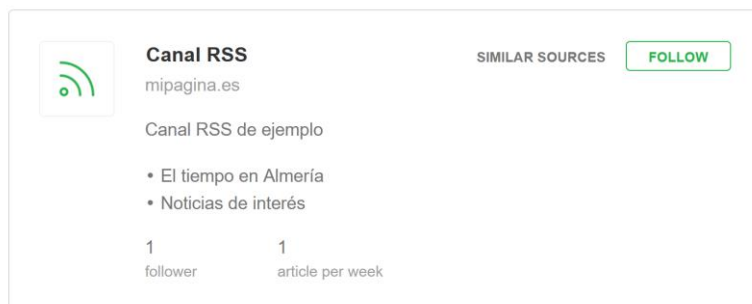 Canal RSS
SIMILAR SOURCES
FOLLOW
mipagina.es
Canal RSS de ejemplo
• El tiempo en Almería
• Noticias de interés
1 1
follower article per week